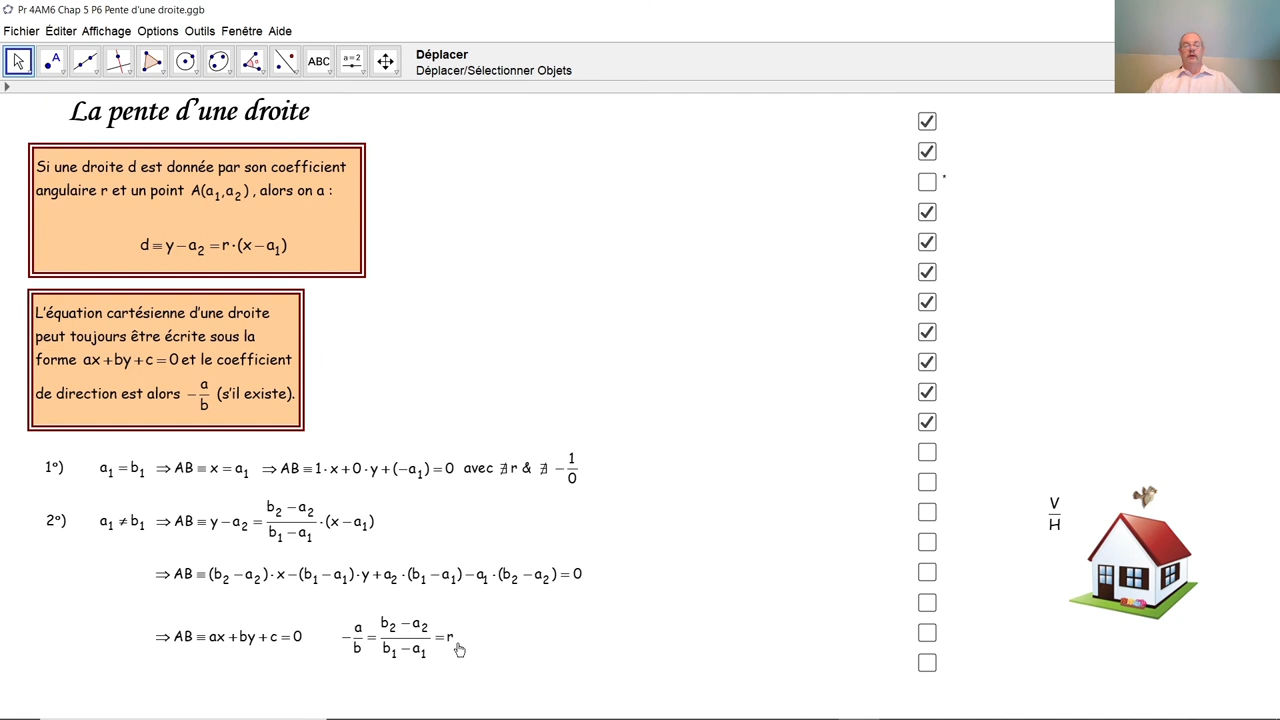 Pr 4AM6 Chap 5 P6 Pente d'une droite.ggb
Fichier Éditer Affichage Options Outils Fenêtre Aide
A ABC a=2 Déplacer
Déplacer/Sélectionner Objets
La pente d'une droite
Si une droite d est donnée par son coefficient
angulaire r et un point A(a₁,a₂) , alors on a :
d ≡ y−a₂ = r·(x−a₁)
L'équation cartésienne d'une droite
peut toujours être écrite sous la
forme ax+by+c=0 et le coefficient
de direction est alors −a/b (s'il existe).
1°) a₁ = b₁ ⇒ AB ≡ x = a₁ ⇒ AB ≡ 1·x+0·y+(−a₁) = 0 avec ∄ r & ∄ −1/0
2°) a₁ ≠ b₁ ⇒ AB ≡ y−a₂ = (b₂−a₂)/(b₁−a₁)·(x−a₁)
⇒ AB ≡ (b₂−a₂)·x−(b₁−a₁)·y+a₂·(b₁−a₁)−a₁·(b₂−a₂) = 0
⇒ AB ≡ ax+by+c = 0 −a/b = (b₂−a₂)/(b₁−a₁) = r
*
V/H